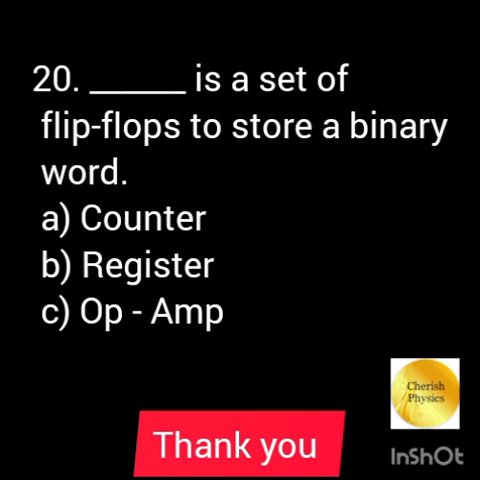 20. ______ is a set of
flip-flops to store a binary
word.
a) Counter
b) Register
c) Op - Amp
Cherish
Physics
Thank you
InShOt